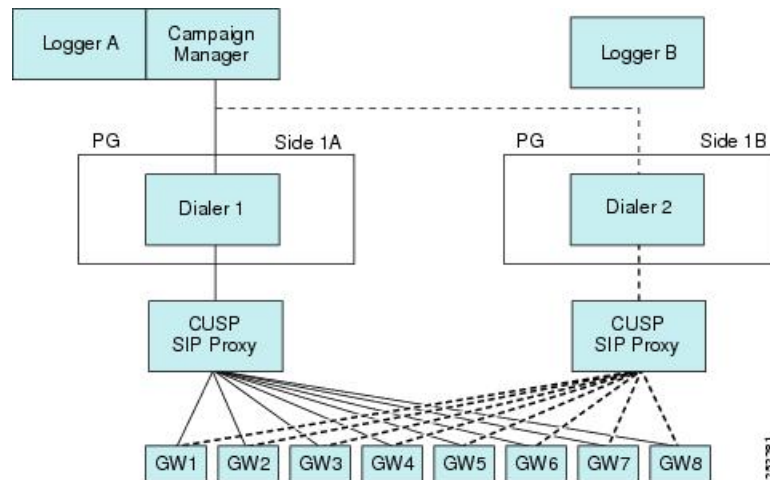 Logger A
Campaign
Manager
Logger B
PG
Side 1A
PG
Side 1B
Dialer 1
Dialer 2
CUSP
SIP Proxy
CUSP
SIP Proxy
GW1
GW2
GW3
GW4
GW5
GW6
GW7
GW8